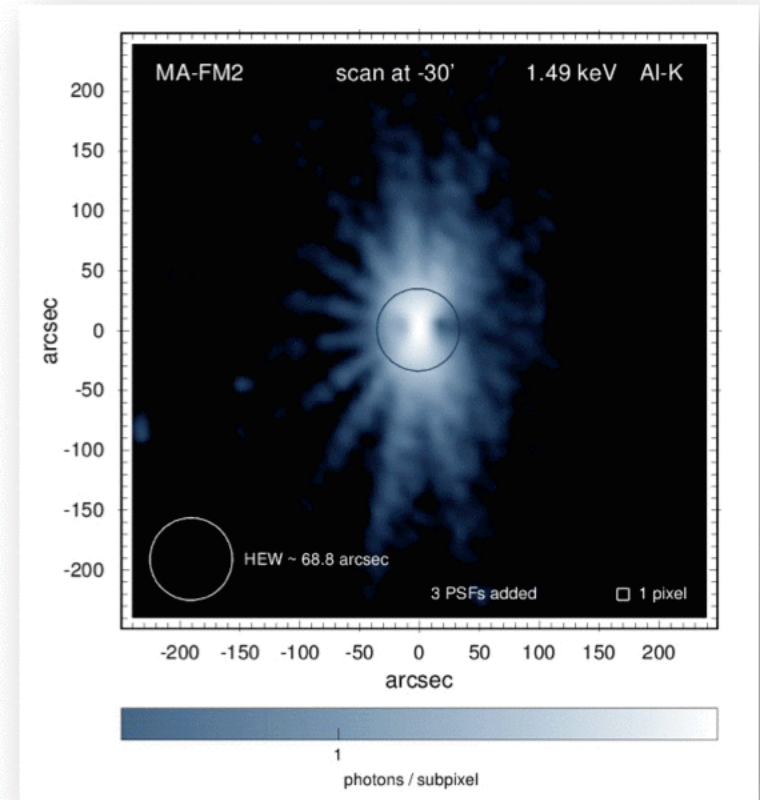 MA-FM2 scan at -30' 1.49 keV Al-K
200
150
100
50
0
-50
-100
-150
-200
arcsec
HEW ~ 68.8 arcsec
3 PSFs added 1 pixel
-200 -150 -100 -50 0 50 100 150 200
arcsec
1
photons / subpixel